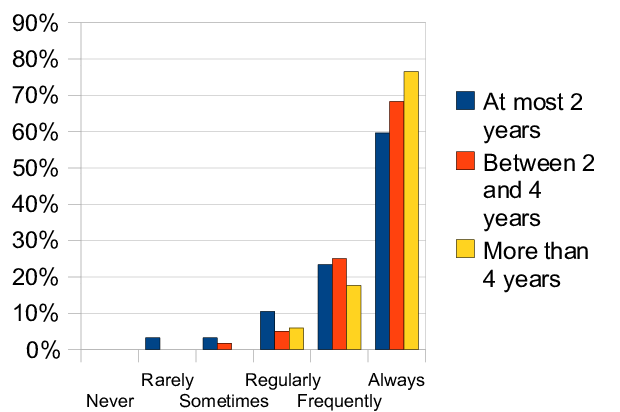 90%
80%
70%
60%
50%
40%
30%
20%
10%
0%
Rarely Regularly Always
Never Sometimes Frequently
At most 2
years
Between 2
and 4
years
More than
4 years